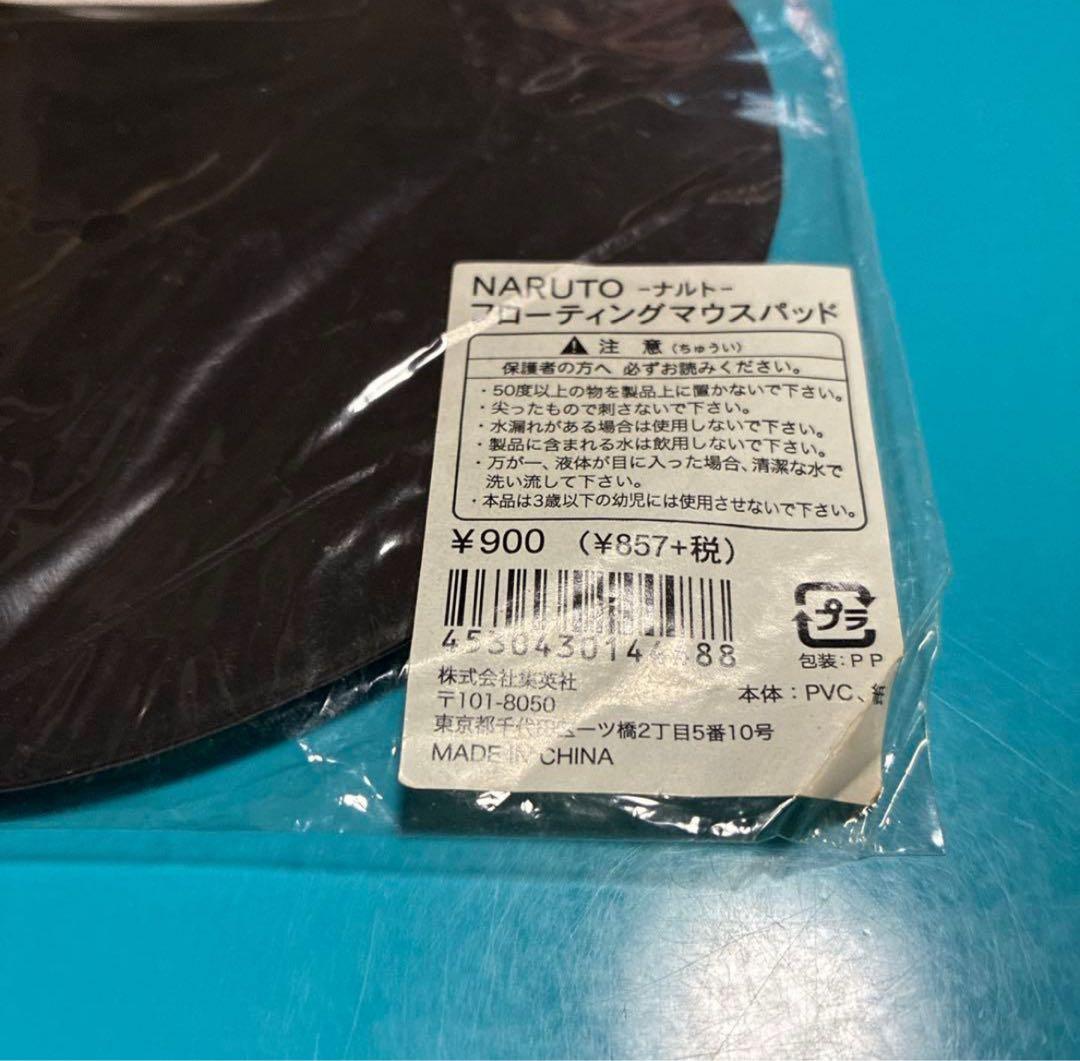 NARUTO -ナルト-
フローティングマウスパッド
注 意(ちゅうい)
保護者の方へ 必ずお読みください。
・50度以上の物を製品上に置かないで下さい。
・尖ったもので刺さないで下さい。
・水漏れがある場合は使用しないで下さい。
・製品に含まれる水は飲用しないで下さい。
・万が一、液体が目に入った場合、清潔な水で
洗い流して下さい。
・本品は3歳以下の幼児には使用させないで下さい。
¥900 (¥857+税)
プラ
包装:PP
株式会社集英社
本体:PVC、紙
〒101-8050
東京都千代田区一ツ橋2丁目5番10号
MADE IN CHINA